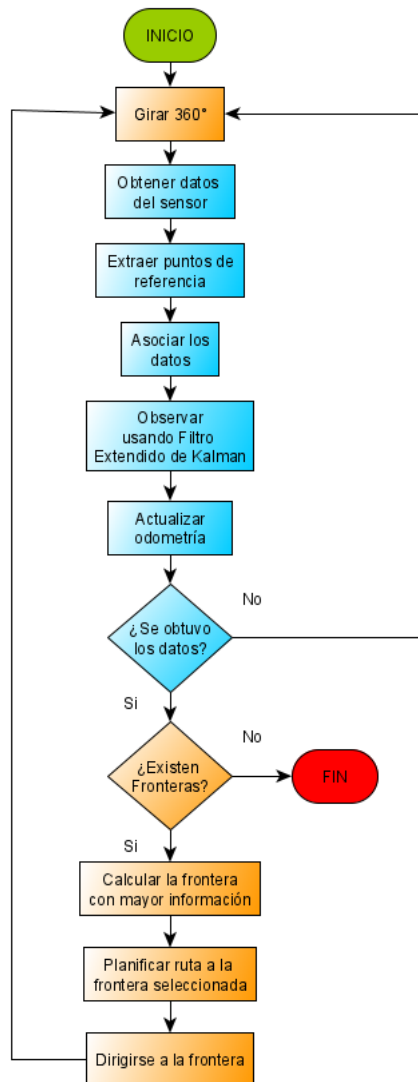 INICIO
Girar 360°
Obtener datos
del sensor
Extraer puntos de
referencia
Asociar los
datos
Observar
usando Filtro
Extendido de Kalman
Actualizar
odometría
No
¿Se obtuvo
los datos?
Si
No
¿Existen
Fronteras?
FIN
Si
Calcular la frontera
con mayor información
Planificar ruta a la
frontera seleccionada
Dirigirse a la frontera